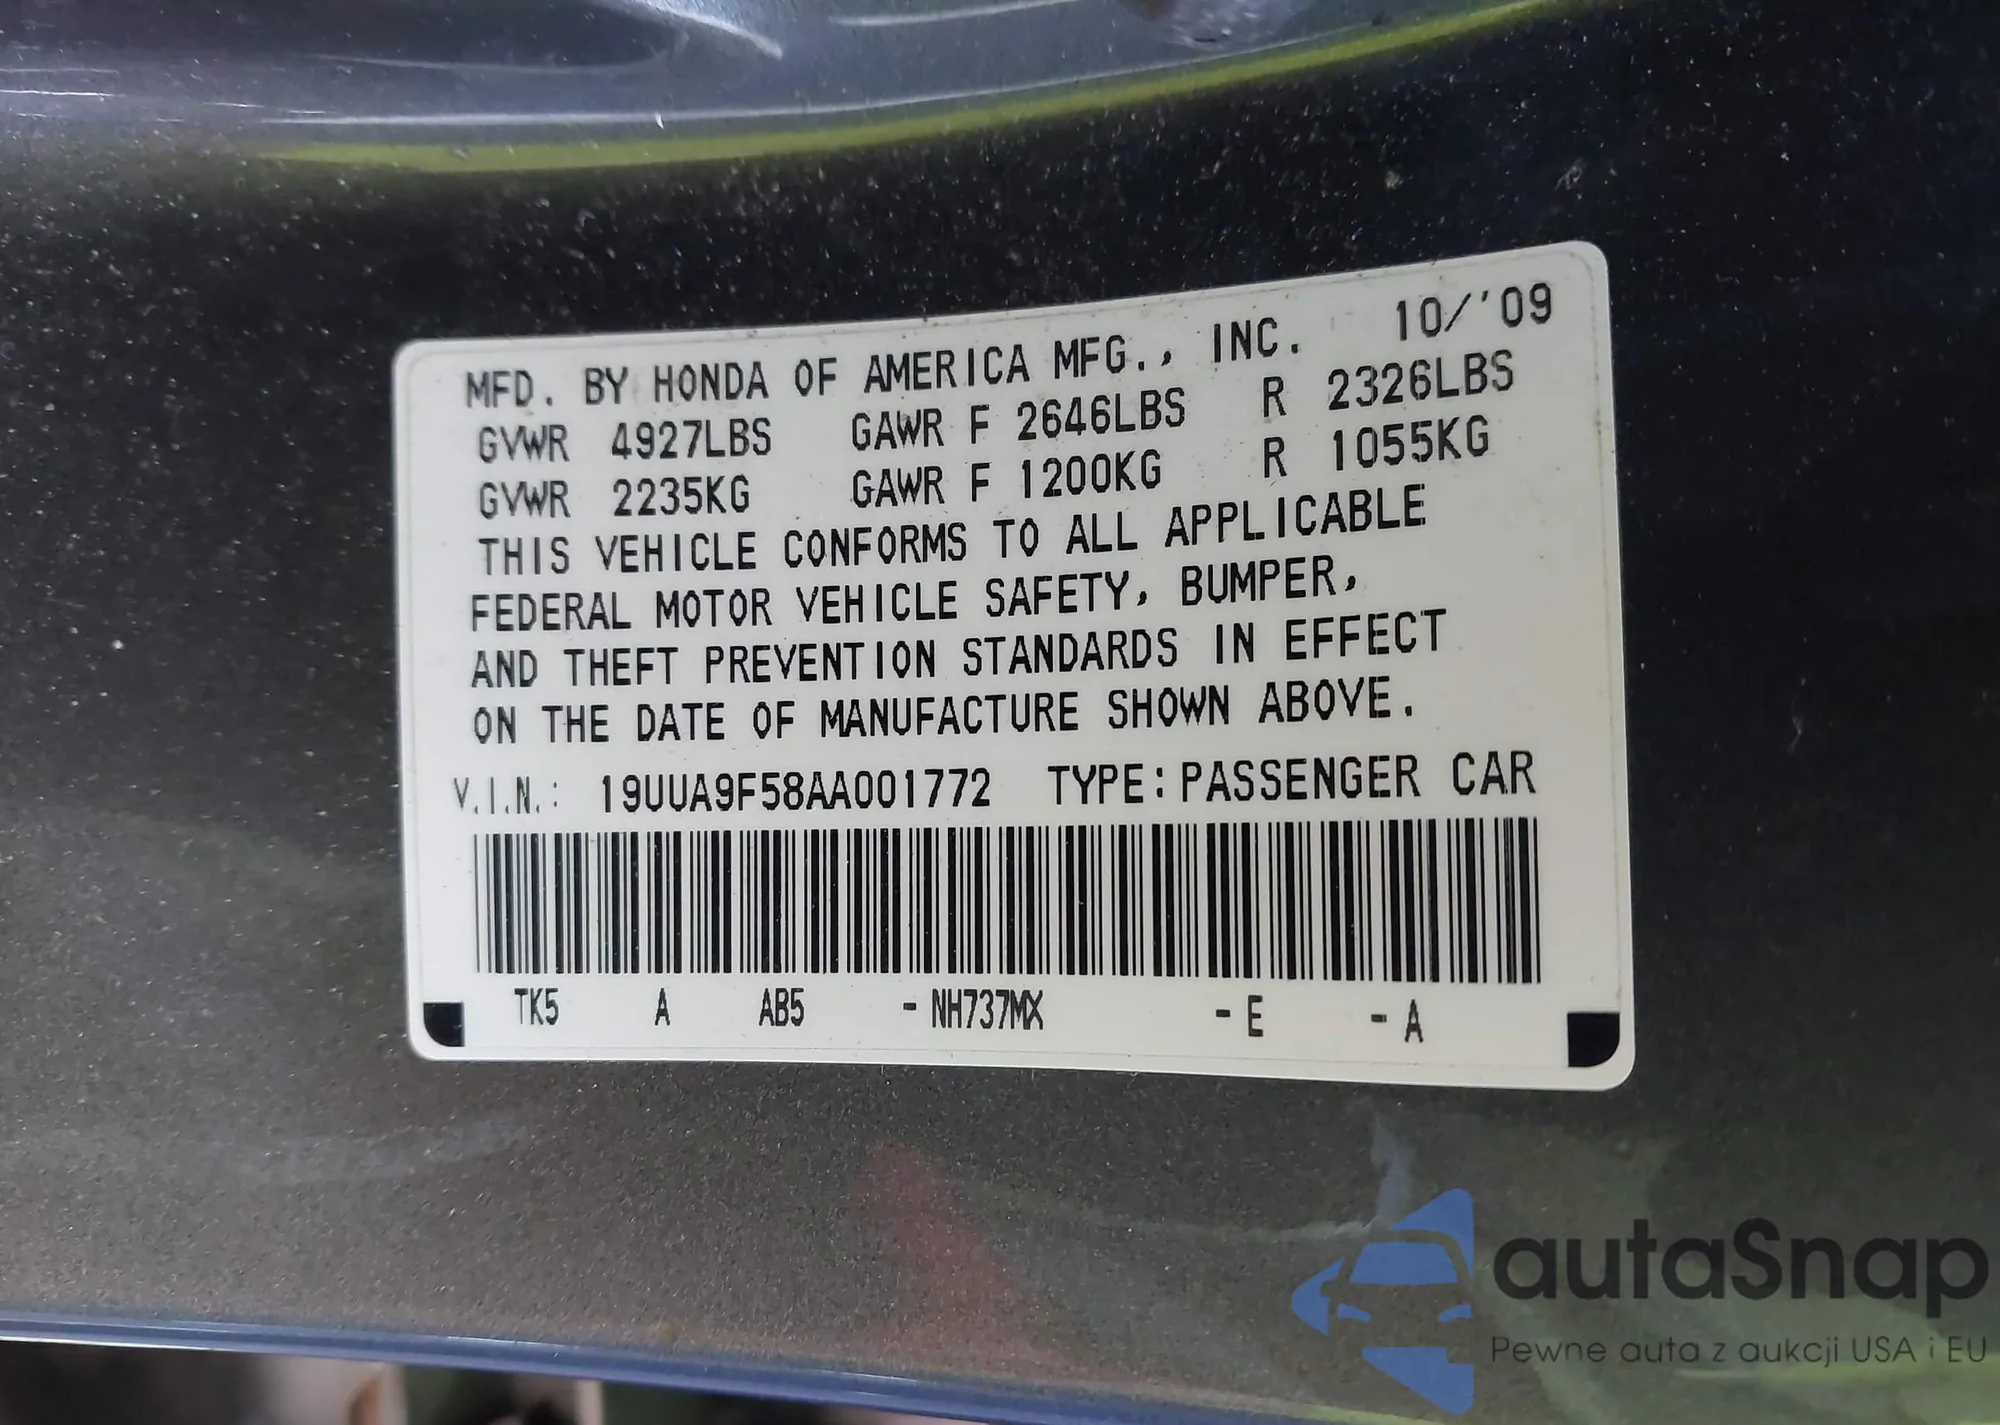 MFD. BY HONDA OF AMERICA MFG., INC. 10/'09
GVWR 4927LBS GAWR F 2646LBS R 2326LBS
GVWR 2235KG GAWR F 1200KG R 1055KG
THIS VEHICLE CONFORMS TO ALL APPLICABLE
FEDERAL MOTOR VEHICLE SAFETY, BUMPER,
AND THEFT PREVENTION STANDARDS IN EFFECT
ON THE DATE OF MANUFACTURE SHOWN ABOVE.
V.I.N.: 19UUA9F58AA001772 TYPE: PASSENGER CAR
TK5 A AB5 - NH737MX - E - A
autaSnap
Pewne auta z aukcji USA i EU